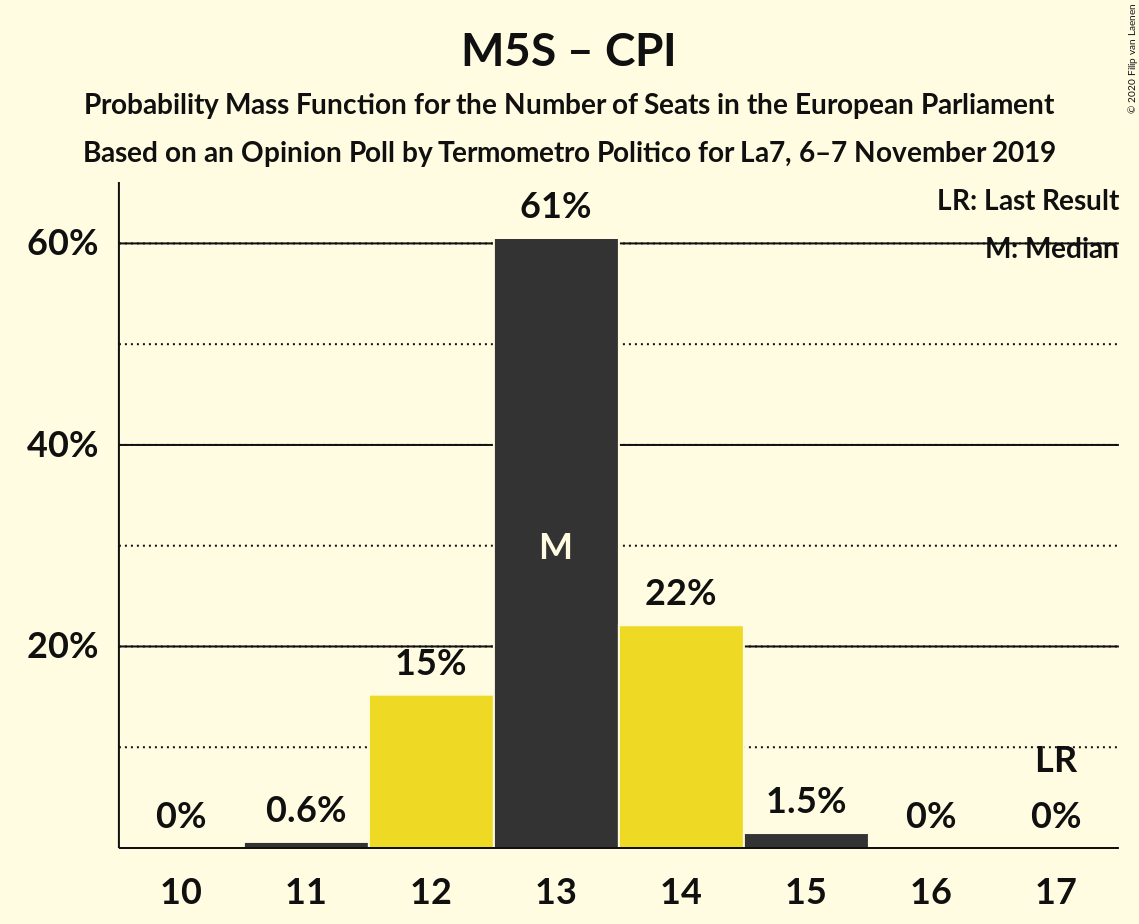 © 2020 Filip van Laenen
M5S – CPI
Probability Mass Function for the Number of Seats in the European Parliament
Based on an Opinion Poll by Termometro Politico for La7, 6–7 November 2019
LR: Last Result
M: Median
61%
60%
40%
M
22%
20%
15%
LR
0%
0.6%
1.5%
0%
0%
10 11 12 13 14 15 16 17